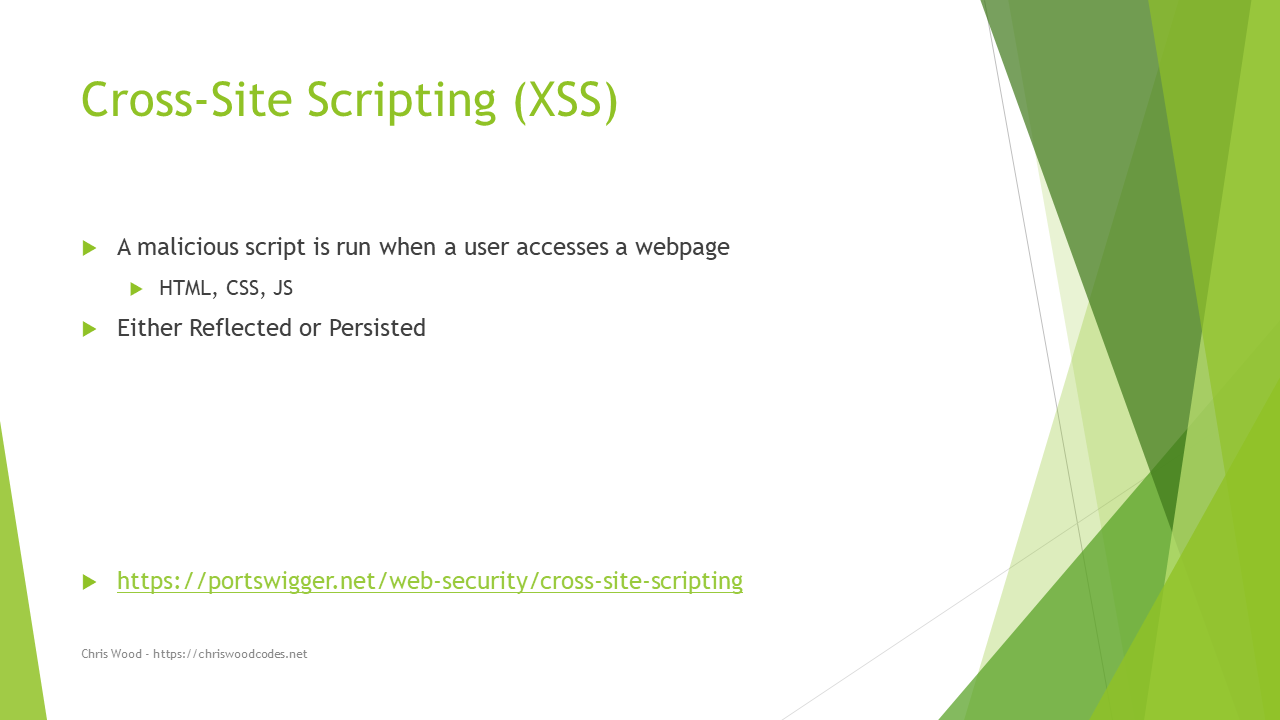 Cross-Site Scripting (XSS)
A malicious script is run when a user accesses a webpage
HTML, CSS, JS
Either Reflected or Persisted
https://portswigger.net/web-security/cross-site-scripting
Chris Wood - https://chriswoodcodes.net